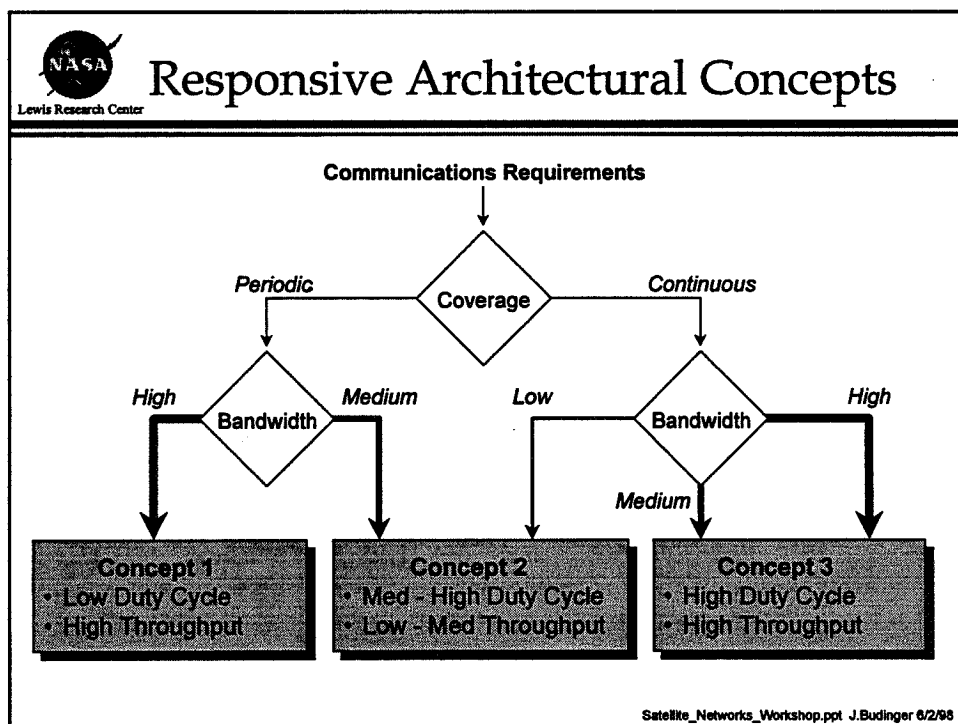 NASA
Lewis Research Center
Responsive Architectural Concepts
Communications Requirements
Periodic
Coverage
Continuous
High
Bandwidth
Medium
Low
Bandwidth
High
Medium
Concept 1
• Low Duty Cycle
• High Throughput
Concept 2
• Med - High Duty Cycle
• Low - Med Throughput
Concept 3
• High Duty Cycle
• High Throughput
Satellite_Networks_Workshop.ppt J.Budinger 6/2/98